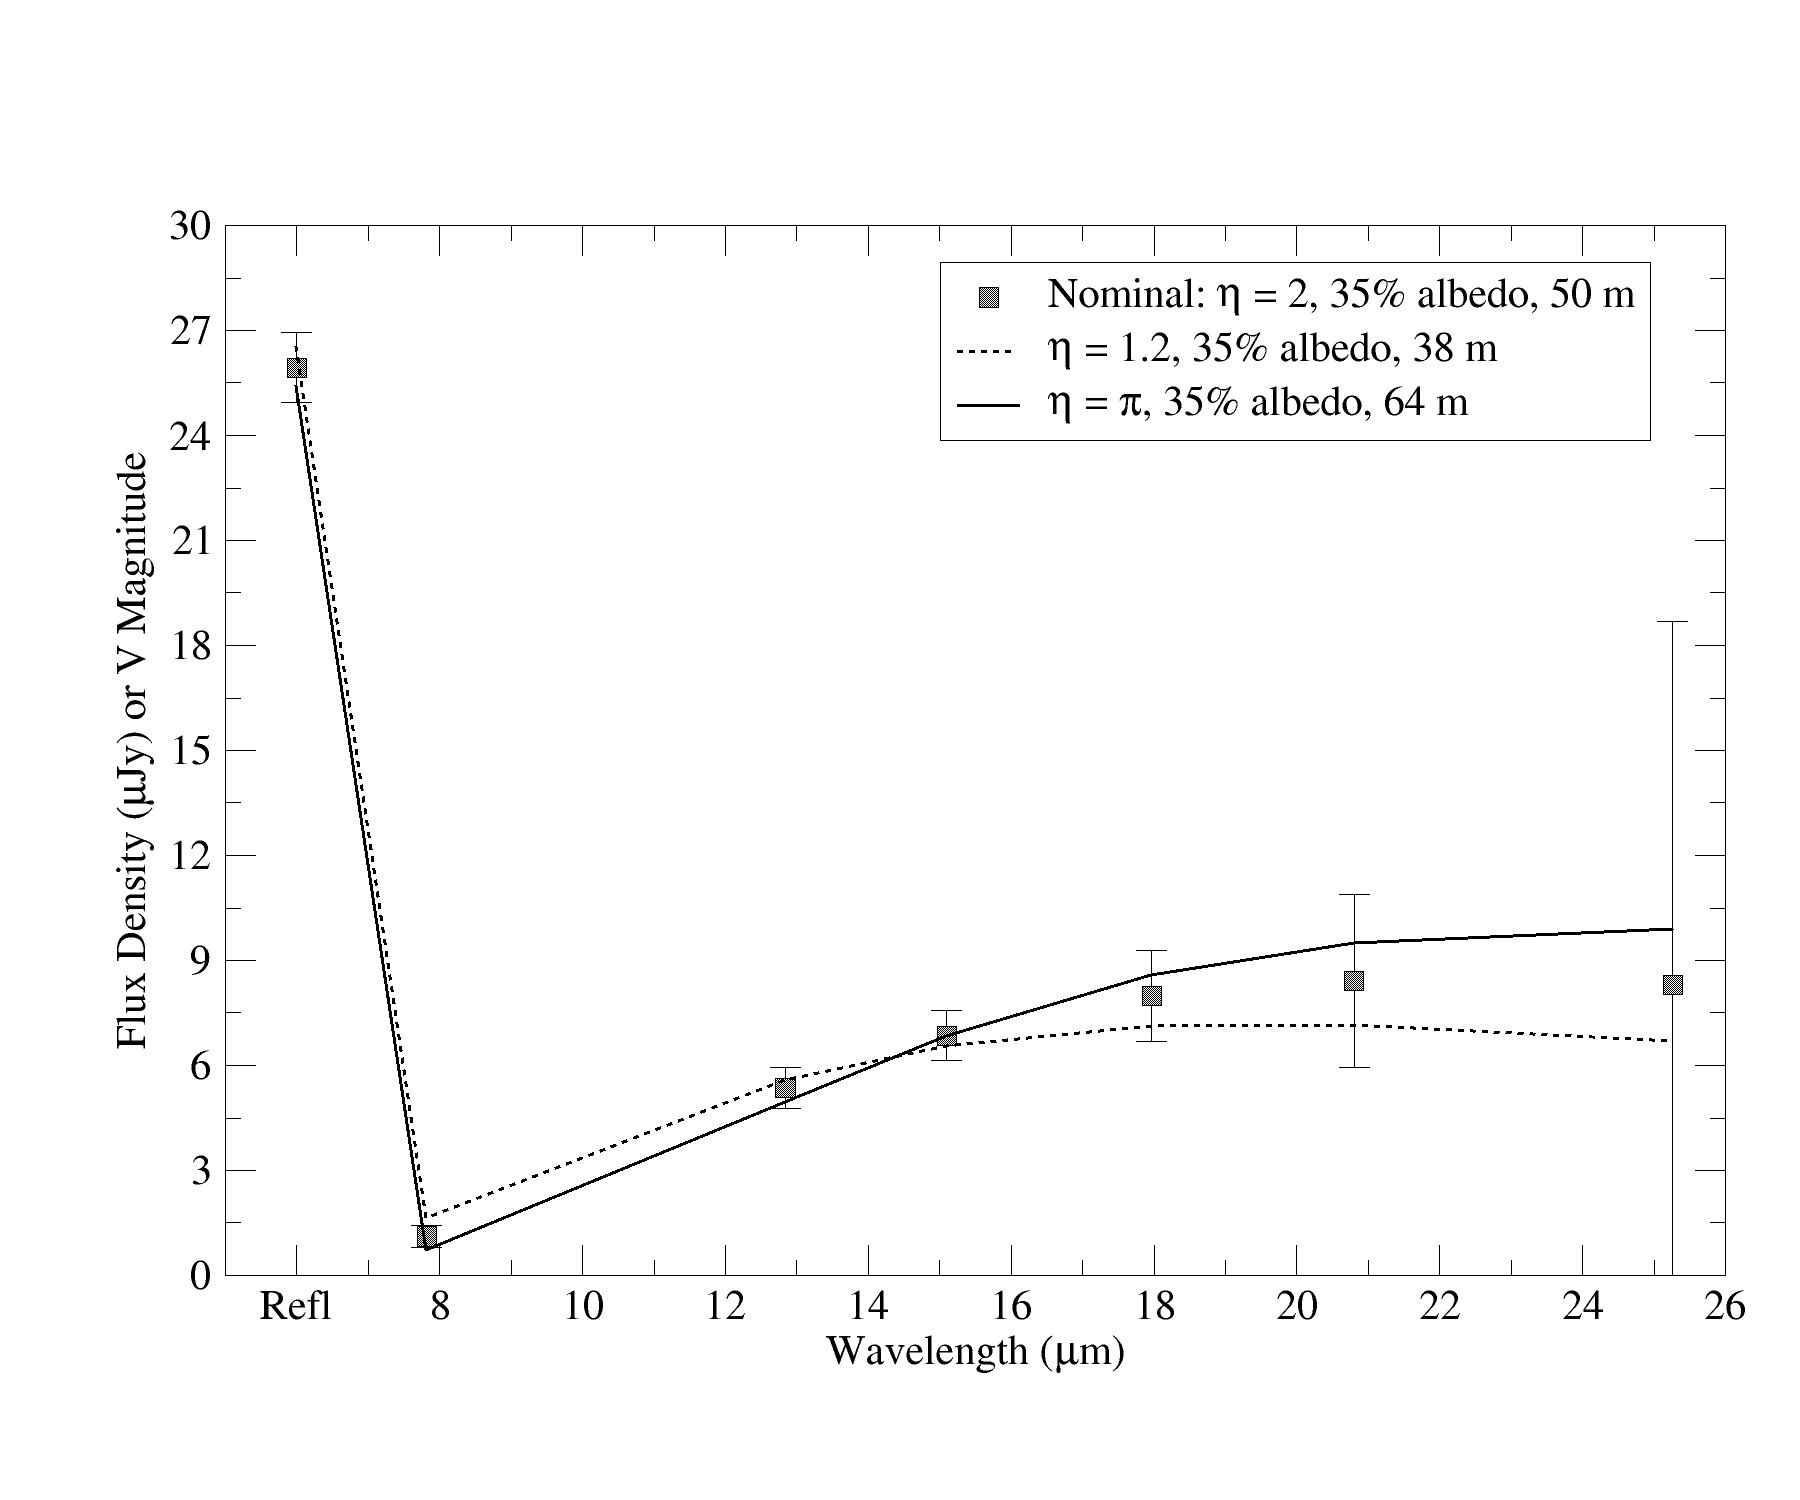 30
27
24
21
18
15
12
9
6
3
0
Flux Density (μJy) or V Magnitude
Nominal: η = 2, 35% albedo, 50 m
η = 1.2, 35% albedo, 38 m
η = π, 35% albedo, 64 m
Refl 8 10 12 14 16 18 20 22 24 26
Wavelength (μm)